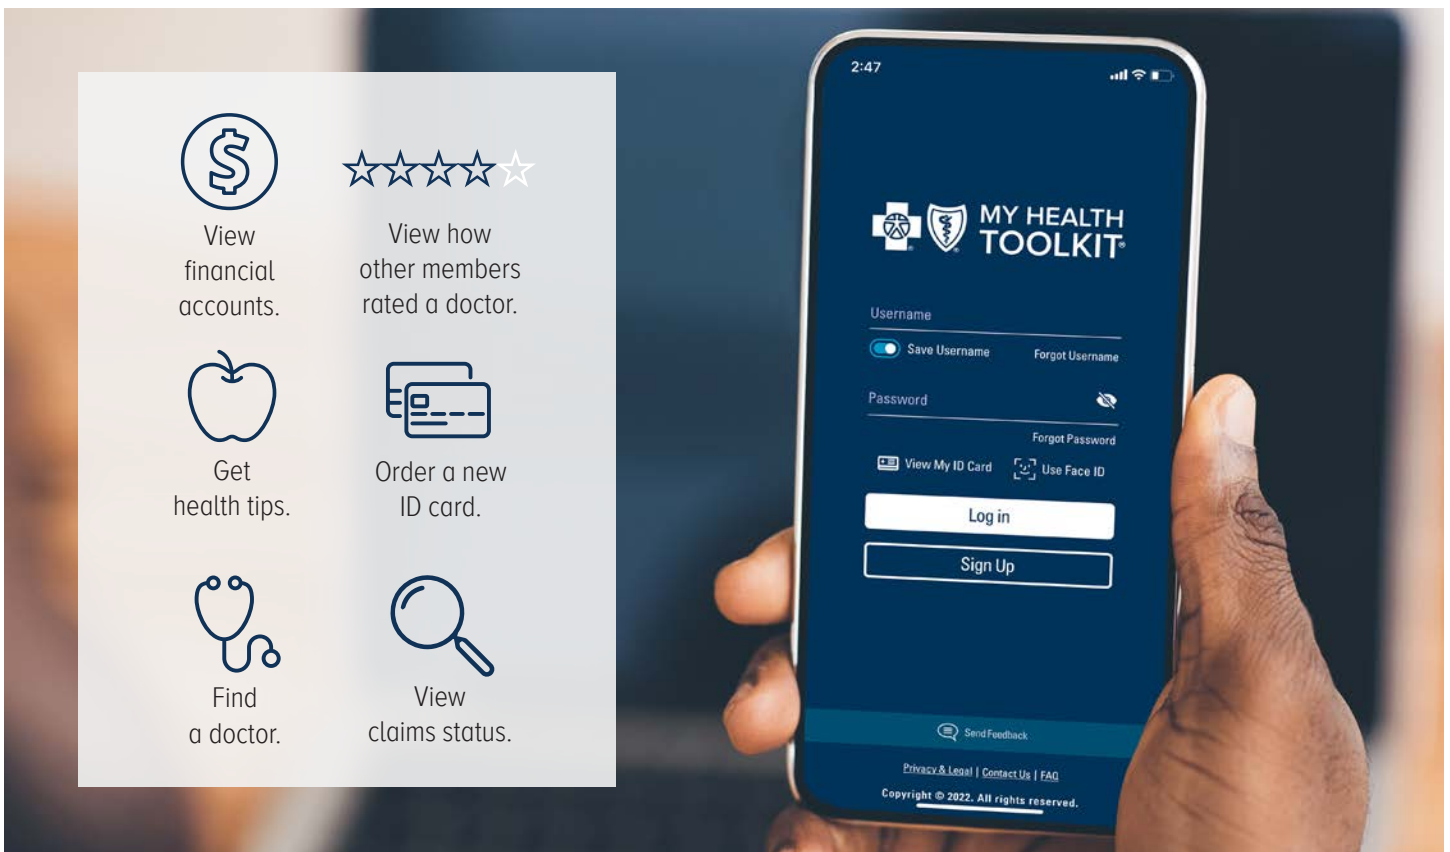 View
financial
accounts.
View how
other members
rated a doctor.
Get
health tips.
Order a new
ID card.
Find
a doctor.
View
claims status.
2:47
MY HEALTH
TOOLKIT®
Username
Save Username Forgot Username
Password
Forgot Password
View My ID Card Use Face ID
Log in
Sign Up
Send Feedback
Privacy & Legal | Contact Us | FAQ
Copyright © 2022. All rights reserved.